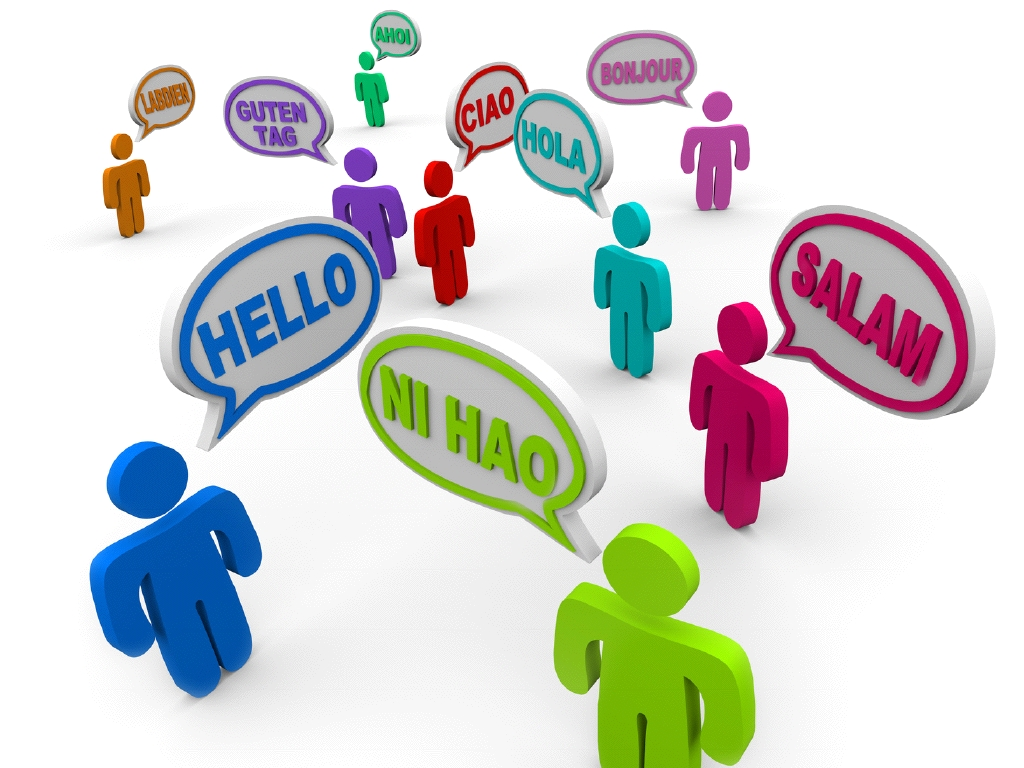 AHOI
BONJOUR
LABDIEN
GUTEN
TAG
CIAO
HOLA
HELLO
SALAM
NI HAO